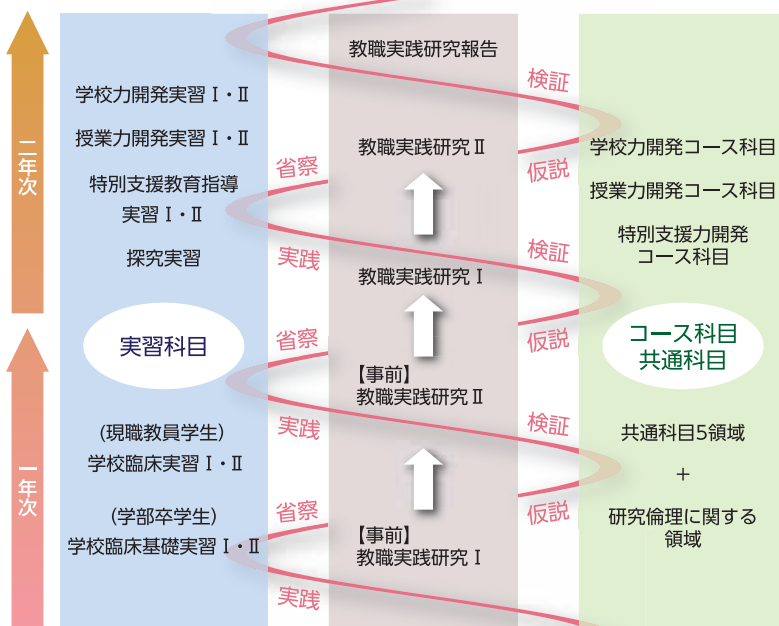 二年次
一年次
学校力開発実習Ⅰ・Ⅱ
授業力開発実習Ⅰ・Ⅱ
特別支援教育指導
実習Ⅰ・Ⅱ
探究実習
実習科目
(現職教員学生)
学校臨床実習Ⅰ・Ⅱ
(学部卒学生)
学校臨床基礎実習Ⅰ・Ⅱ
省察
実践
省察
実践
省察
実践
教職実践研究報告
教職実践研究Ⅱ
教職実践研究Ⅰ
【事前】
教職実践研究Ⅱ
【事前】
教職実践研究Ⅰ
検証
仮説
検証
仮説
検証
仮説
学校力開発コース科目
授業力開発コース科目
特別支援力開発
コース科目
コース科目
共通科目
共通科目5領域
+
研究倫理に関する
領域